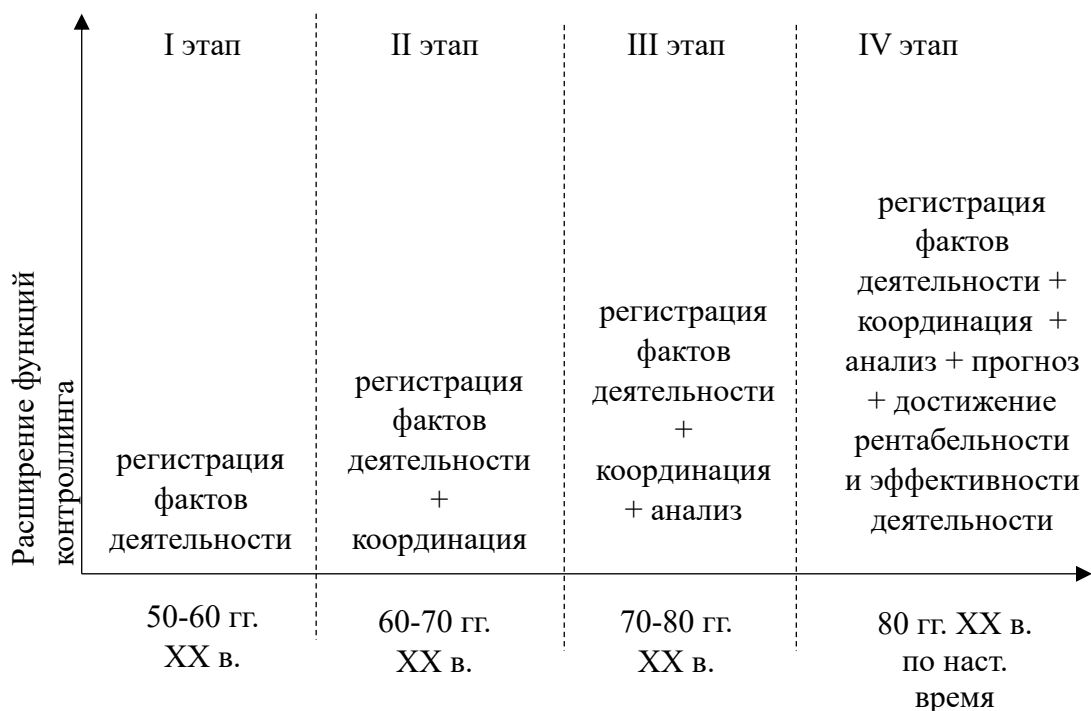 I этап
II этап
III этап
IV этап
Расширение функций
контроллинга
регистрация
фактов
деятельности
регистрация
фактов
деятельности
+
координация
регистрация
фактов
деятельности
+
координация
+ анализ
регистрация
фактов
деятельности +
координация +
анализ + прогноз
+ достижение
рентабельности
и эффективности
деятельности
50-60 гг.
XX в.
60-70 гг.
XX в.
70-80 гг.
XX в.
80 гг. XX в.
по наст.
время